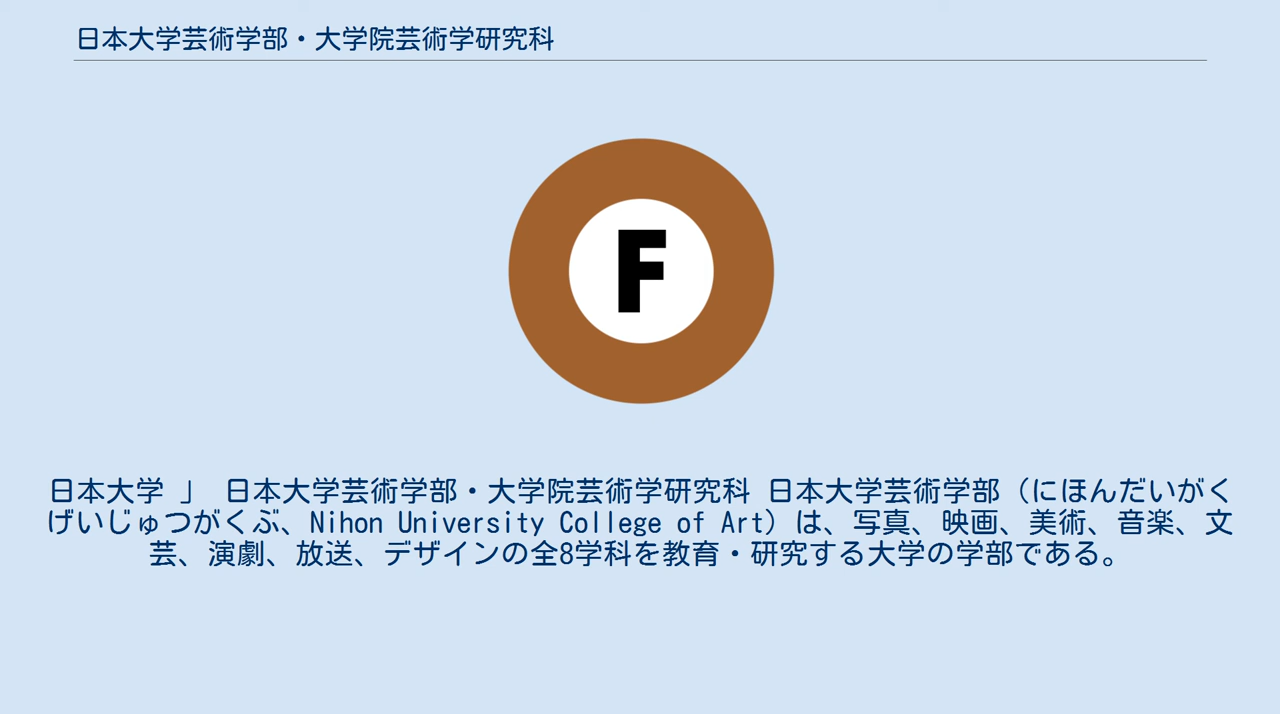 日本大学芸術学部・大学院芸術学研究科
F
日本大学 」 日本大学芸術学部・大学院芸術学研究科 日本大学芸術学部（にほんだいがく
げいじゅつがくぶ、Nihon University College of Art）は、写真、映画、美術、音楽、文
芸、演劇、放送、デザインの全8学科を教育・研究する大学の学部である。